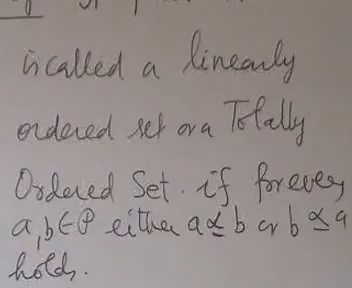 is called a linearly
ordered set or a Totally
Ordered Set. if for every
a, b ∈ P either a ⪯ b or b ⪯ a
holds.